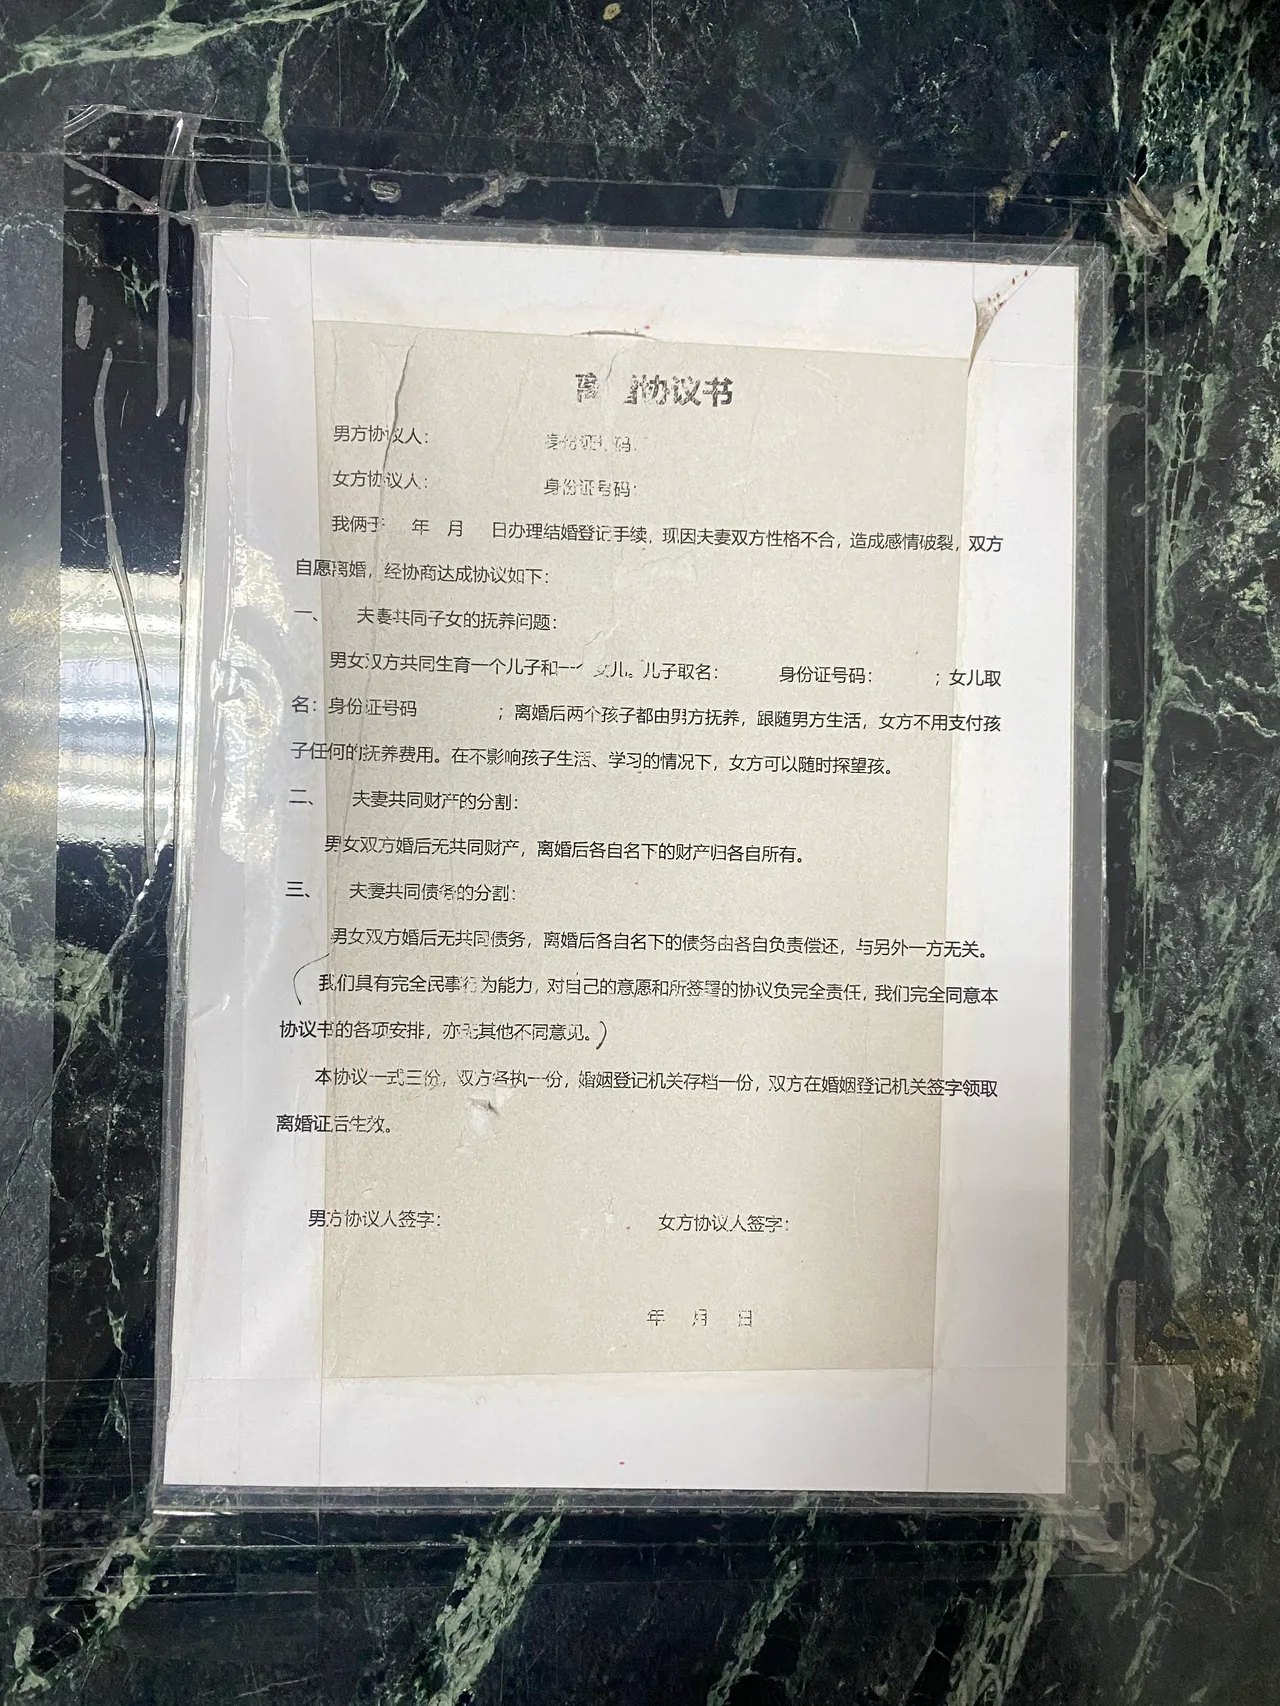 离婚协议书
男方协议人： 身份证号码：
女方协议人： 身份证号码：
我俩于 年 月 日办理结婚登记手续，现因夫妻双方性格不合，造成感情破裂，双方
自愿离婚，经协商达成协议如下：
一、 夫妻共同子女的抚养问题：
男女双方共同生育一个儿子和一个女儿。儿子取名： 身份证号码： ；女儿取
名：身份证号码 ；离婚后两个孩子都由男方抚养，跟随男方生活，女方不用支付孩
子任何的抚养费用。在不影响孩子生活、学习的情况下，女方可以随时探望孩。
二、 夫妻共同财产的分割：
男女双方婚后无共同财产，离婚后各自名下的财产归各自所有。
三、 夫妻共同债务的分割：
男女双方婚后无共同债务，离婚后各自名下的债务由各自负责偿还，与另外一方无关。
（我们具有完全民事行为能力，对自己的意愿和所签署的协议负完全责任，我们完全同意本
协议书的各项安排，亦无其他不同意见。）
本协议一式三份，双方各执一份，婚姻登记机关存档一份，双方在婚姻登记机关签字领取
离婚证后生效。
男方协议人签字： 女方协议人签字：
年 月 日